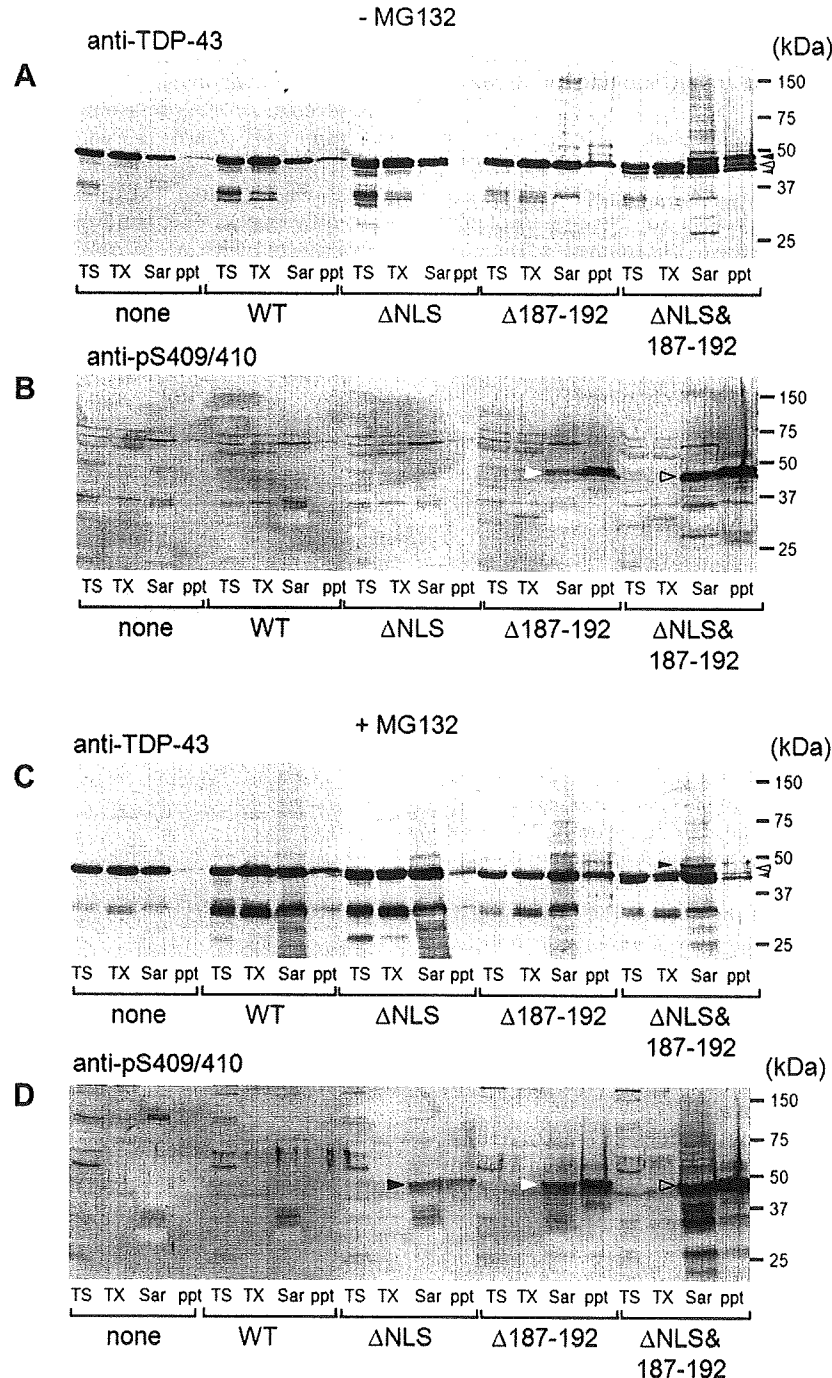 - MG132
anti-TDP-43
(kDa)
A
150
75
50
37
25
TS TX Sar ppt TS TX Sar ppt TS TX Sar ppt TS TX Sar ppt TS TX Sar ppt
none WT ΔNLS Δ187-192 ΔNLS&
187-192
anti-pS409/410
B
150
75
50
37
25
TS TX Sar ppt TS TX Sar ppt TS TX Sar ppt TS TX Sar ppt TS TX Sar ppt
none WT ΔNLS Δ187-192 ΔNLS&
187-192
+ MG132
anti-TDP-43
(kDa)
C
150
75
50
37
25
TS TX Sar ppt TS TX Sar ppt TS TX Sar ppt TS TX Sar ppt TS TX Sar ppt
none WT ΔNLS Δ187-192 ΔNLS&
187-192
anti-pS409/410
(kDa)
D
150
75
50
37
25
TS TX Sar ppt TS TX Sar ppt TS TX Sar ppt TS TX Sar ppt TS TX Sar ppt
none WT ΔNLS Δ187-192 ΔNLS&
187-192